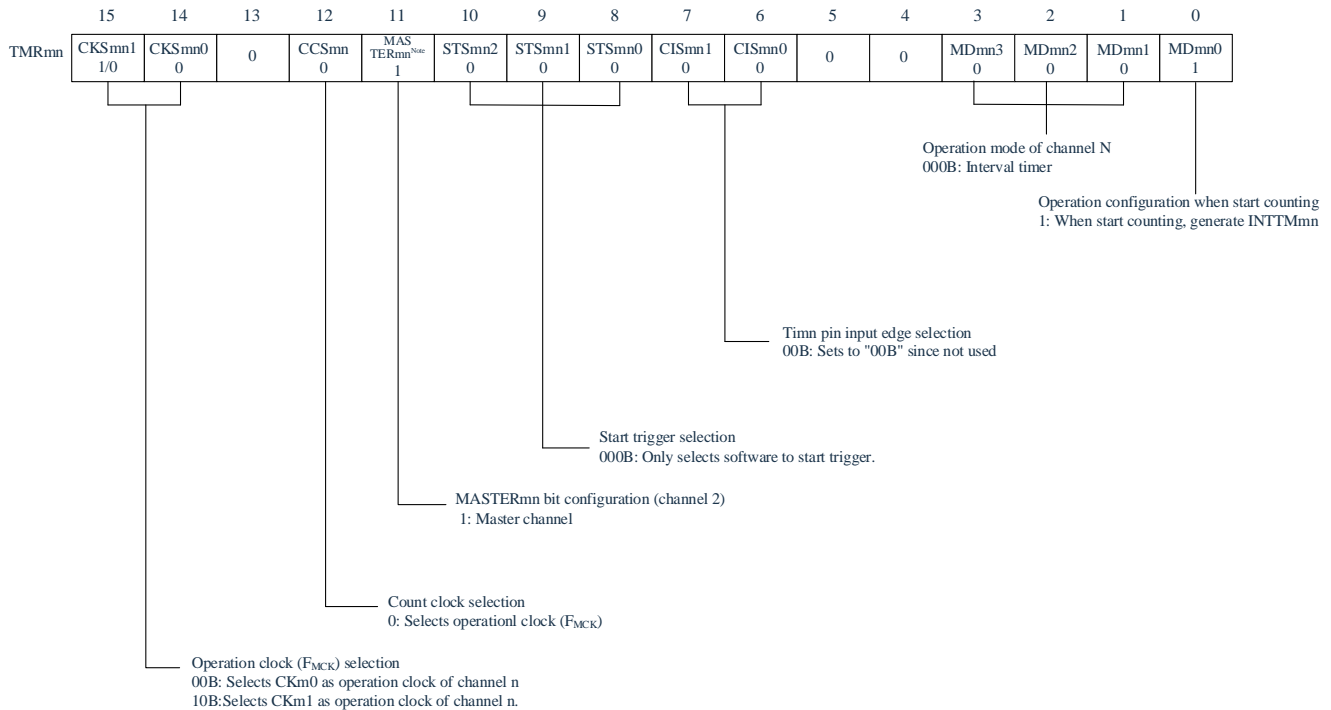 15 14 13 12 11 10 9 8 7 6 5 4 3 2 1 0
TMRmn
CKSmn1 CKSmn0 0 CCSmn MAS TERmnNote STSmn2 STSmn1 STSmn0 CISmn1 CISmn0 0 0 MDmn3 MDmn2 MDmn1 MDmn0
1/0 0 0 1 0 0 0 0 0 0 0 0 1
Operation mode of channel N
000B: Interval timer
Operation configuration when start counting
1: When start counting, generate INTTMmn
Timn pin input edge selection
00B: Sets to "00B" since not used
Start trigger selection
000B: Only selects software to start trigger.
MASTERmn bit configuration (channel 2)
1: Master channel
Count clock selection
0: Selects operationl clock (FMCK)
Operation clock (FMCK) selection
00B: Selects CKm0 as operation clock of channel n
10B:Selects CKm1 as operation clock of channel n.